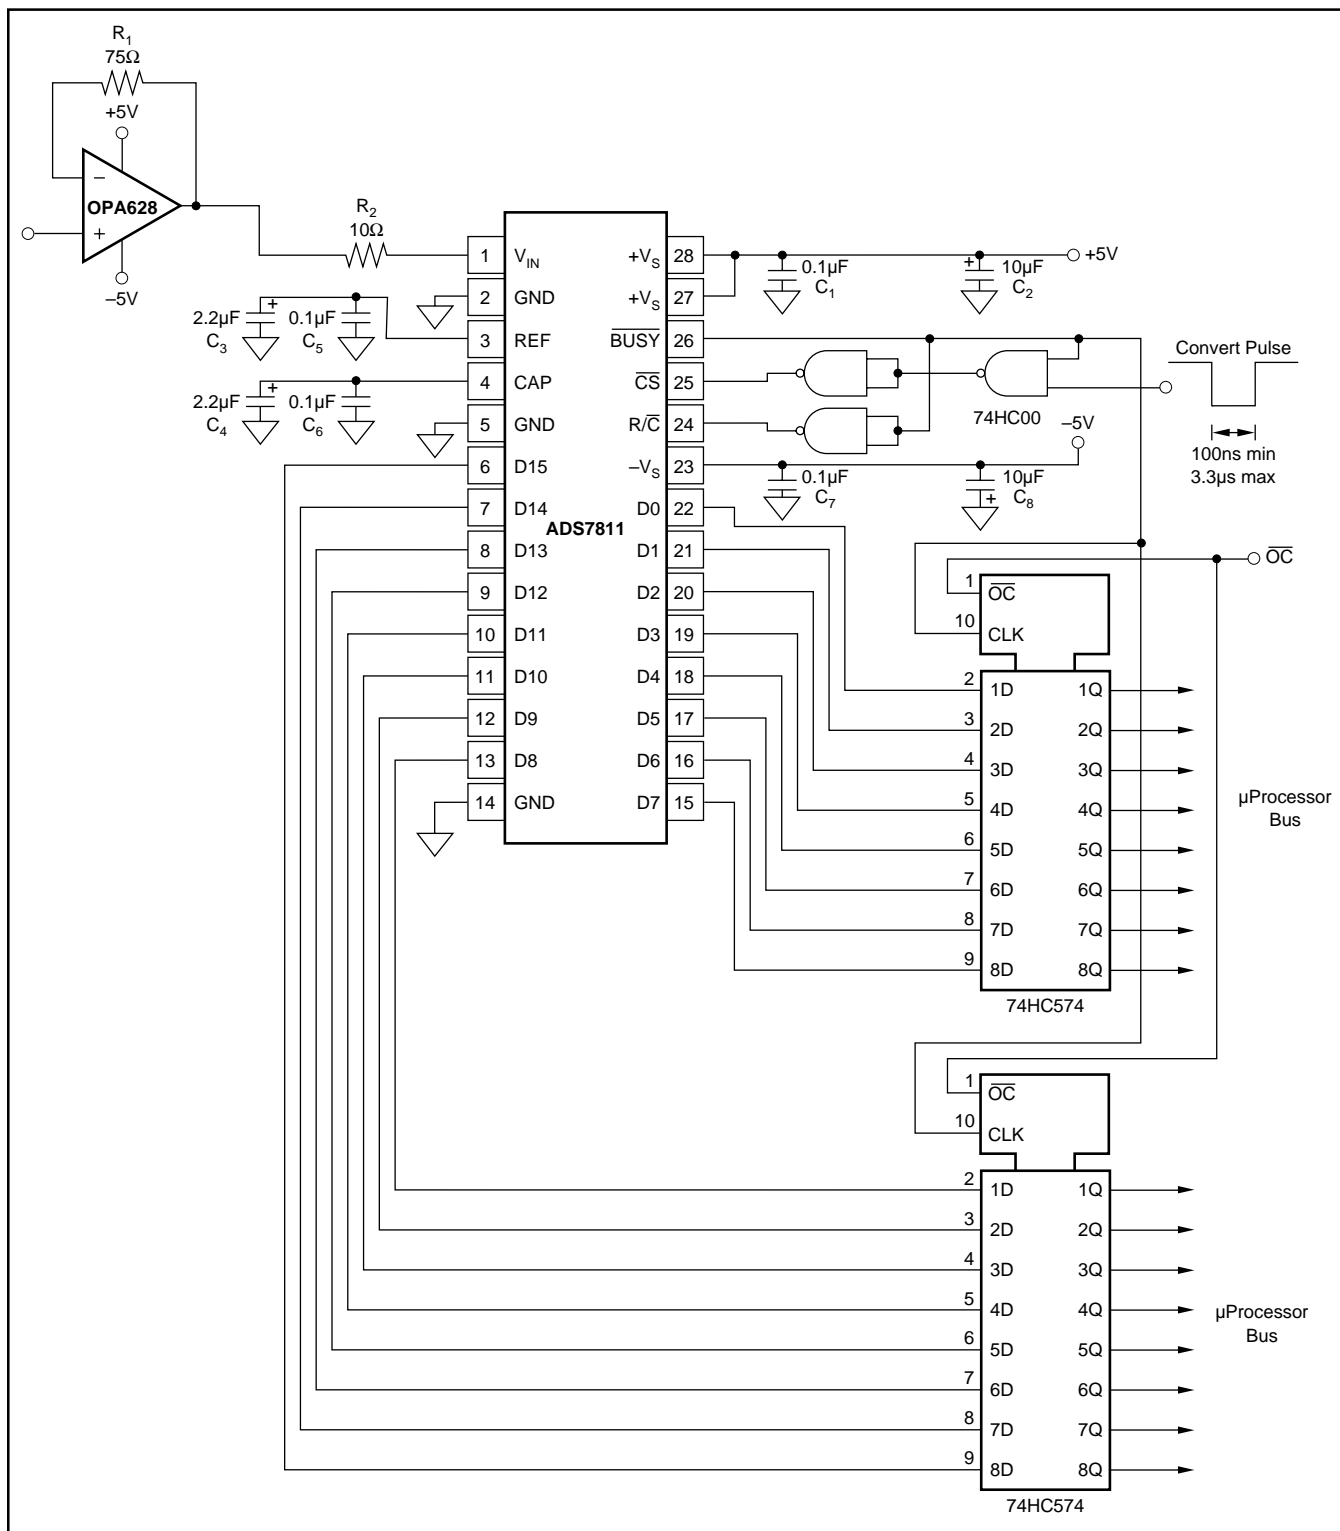 R1
75Ω
+5V
–
OPA628
+
–5V
R2
10Ω
1 VIN
2 GND
3 REF
4 CAP
5 GND
6 D15
7 D14
8 D13
9 D12
10 D11
11 D10
12 D9
13 D8
14 GND
ADS7811
+VS 28
+VS 27
BUSY 26
CS 25
R/C 24
–VS 23
D0 22
D1 21
D2 20
D3 19
D4 18
D5 17
D6 16
D7 15
2.2µF
C3
+
0.1µF
C5
2.2µF
C4
+
0.1µF
C6
0.1µF
C1
+
10µF
C2
+5V
74HC00
Convert Pulse
100ns min
3.3µs max
–5V
0.1µF
C7
10µF
+
C8
OC
1 OC
10 CLK
2 1D 1Q
3 2D 2Q
4 3D 3Q
5 4D 4Q
6 5D 5Q
7 6D 6Q
8 7D 7Q
9 8D 8Q
74HC574
µProcessor
Bus
1 OC
10 CLK
2 1D 1Q
3 2D 2Q
4 3D 3Q
5 4D 4Q
6 5D 5Q
7 6D 6Q
8 7D 7Q
9 8D 8Q
74HC574
µProcessor
Bus